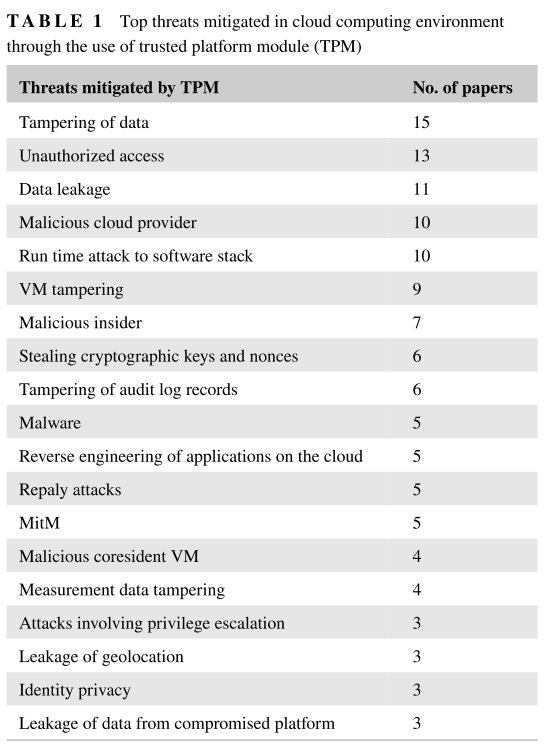 TABLE 1 Top threats mitigated in cloud computing environment
through the use of trusted platform module (TPM)
Threats mitigated by TPM No. of papers
Tampering of data 15
Unauthorized access 13
Data leakage 11
Malicious cloud provider 10
Run time attack to software stack 10
VM tampering 9
Malicious insider 7
Stealing cryptographic keys and nonces 6
Tampering of audit log records 6
Malware 5
Reverse engineering of applications on the cloud 5
Repaly attacks 5
MitM 5
Malicious coresident VM 4
Measurement data tampering 4
Attacks involving privilege escalation 3
Leakage of geolocation 3
Identity privacy 3
Leakage of data from compromised platform 3